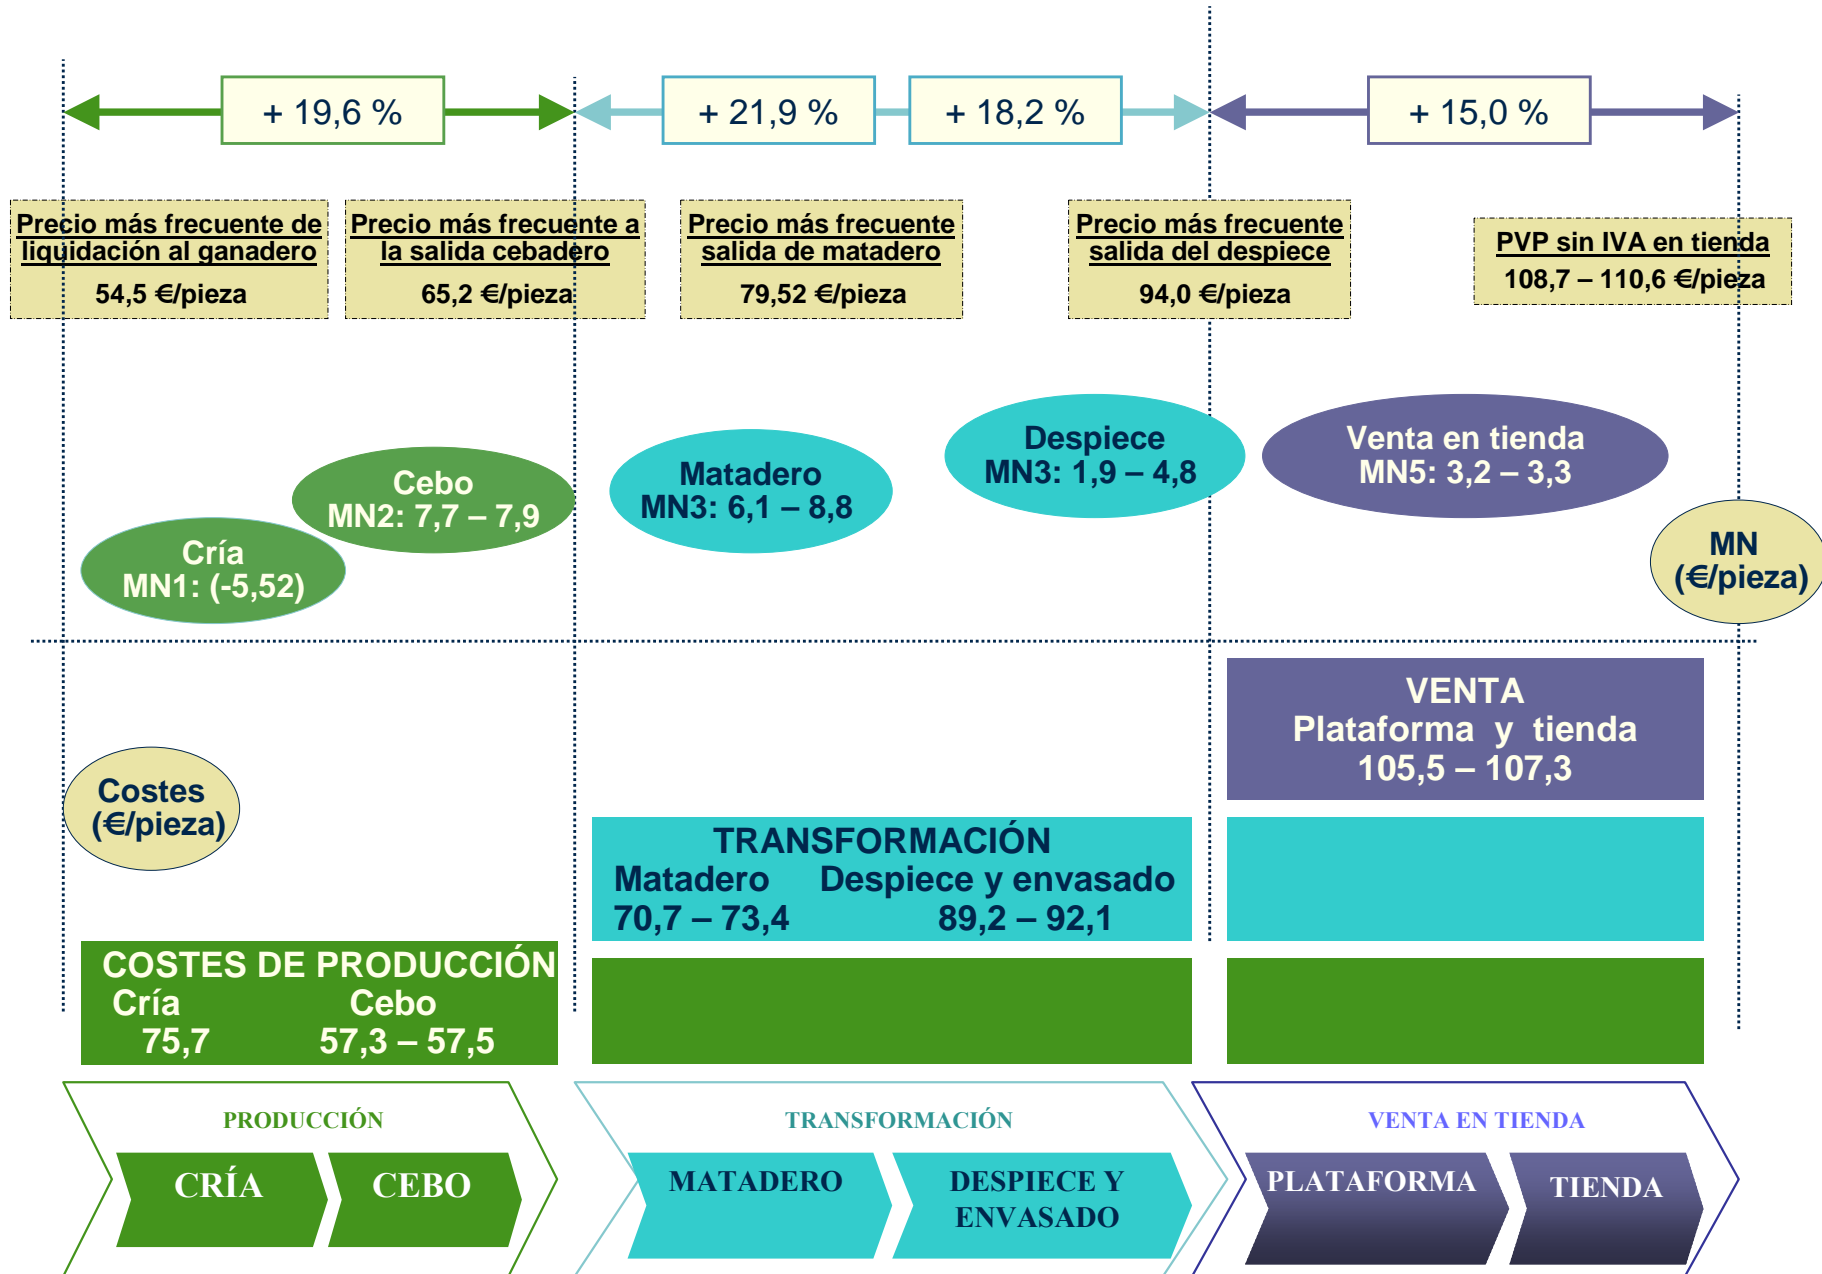 + 19,6 %
+ 21,9 %
+ 18,2 %
+ 15,0 %
Precio más frecuente de
liquidación al ganadero
54,5 €/pieza
Precio más frecuente a
la salida cebadero
65,2 €/pieza
Precio más frecuente
salida de matadero
79,52 €/pieza
Precio más frecuente
salida del despiece
94,0 €/pieza
PVP sin IVA en tienda
108,7 – 110,6 €/pieza
Cría
MN1: (-5,52)
Cebo
MN2: 7,7 – 7,9
Matadero
MN3: 6,1 – 8,8
Despiece
MN3: 1,9 – 4,8
Venta en tienda
MN5: 3,2 – 3,3
MN
(€/pieza)
Costes
(€/pieza)
VENTA
Plataforma y tienda
105,5 – 107,3
TRANSFORMACIÓN
Matadero Despiece y envasado
70,7 – 73,4 89,2 – 92,1
COSTES DE PRODUCCIÓN
Cría Cebo
75,7 57,3 – 57,5
PRODUCCIÓN
CRÍA
CEBO
TRANSFORMACIÓN
MATADERO
DESPIECE Y
ENVASADO
VENTA EN TIENDA
PLATAFORMA
TIENDA